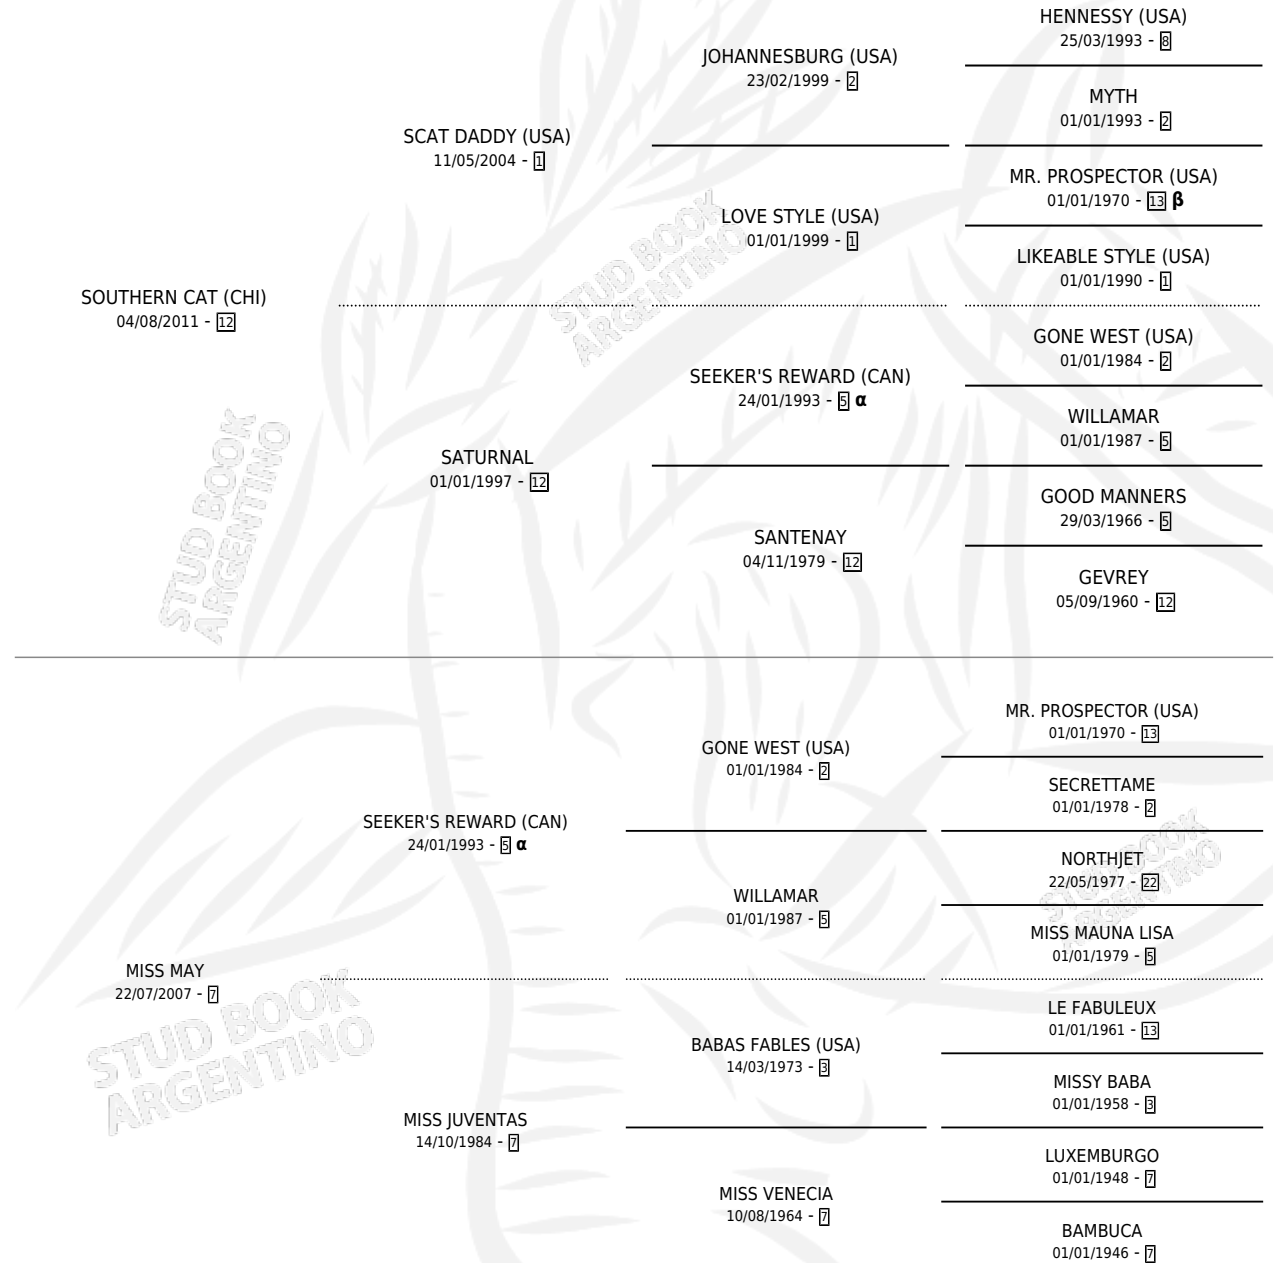 HENNESSY (USA)
25/03/1993 - 8
JOHANNESBURG (USA)
23/02/1999 - 2
MYTH
01/01/1993 - 2
SCAT DADDY (USA)
11/05/2004 - 1
MR. PROSPECTOR (USA)
01/01/1970 - 13 β
LOVE STYLE (USA)
01/01/1999 - 1
LIKEABLE STYLE (USA)
01/01/1990 - 1
SOUTHERN CAT (CHI)
04/08/2011 - 12
GONE WEST (USA)
01/01/1984 - 2
SEEKER'S REWARD (CAN)
24/01/1993 - 5 α
WILLAMAR
01/01/1987 - 5
SATURNAL
01/01/1997 - 12
GOOD MANNERS
29/03/1966 - 5
SANTENAY
04/11/1979 - 12
GEVREY
05/09/1960 - 12
MR. PROSPECTOR (USA)
01/01/1970 - 13
GONE WEST (USA)
01/01/1984 - 2
SECRETTAME
01/01/1978 - 2
SEEKER'S REWARD (CAN)
24/01/1993 - 5 α
NORTHJET
22/05/1977 - 22
WILLAMAR
01/01/1987 - 5
MISS MAUNA LISA
01/01/1979 - 5
MISS MAY
22/07/2007 - 7
LE FABULEUX
01/01/1961 - 13
BABAS FABLES (USA)
14/03/1973 - 3
MISSY BABA
01/01/1958 - 3
MISS JUVENTAS
14/10/1984 - 7
LUXEMBURGO
01/01/1948 - 7
MISS VENECIA
10/08/1964 - 7
BAMBUCA
01/01/1946 - 7
STUD BOOK
ARGENTINO
STUD BOOK
ARGENTINO
STUD BOOK
ARGENTINO
STUD BOOK
ARGENTINO